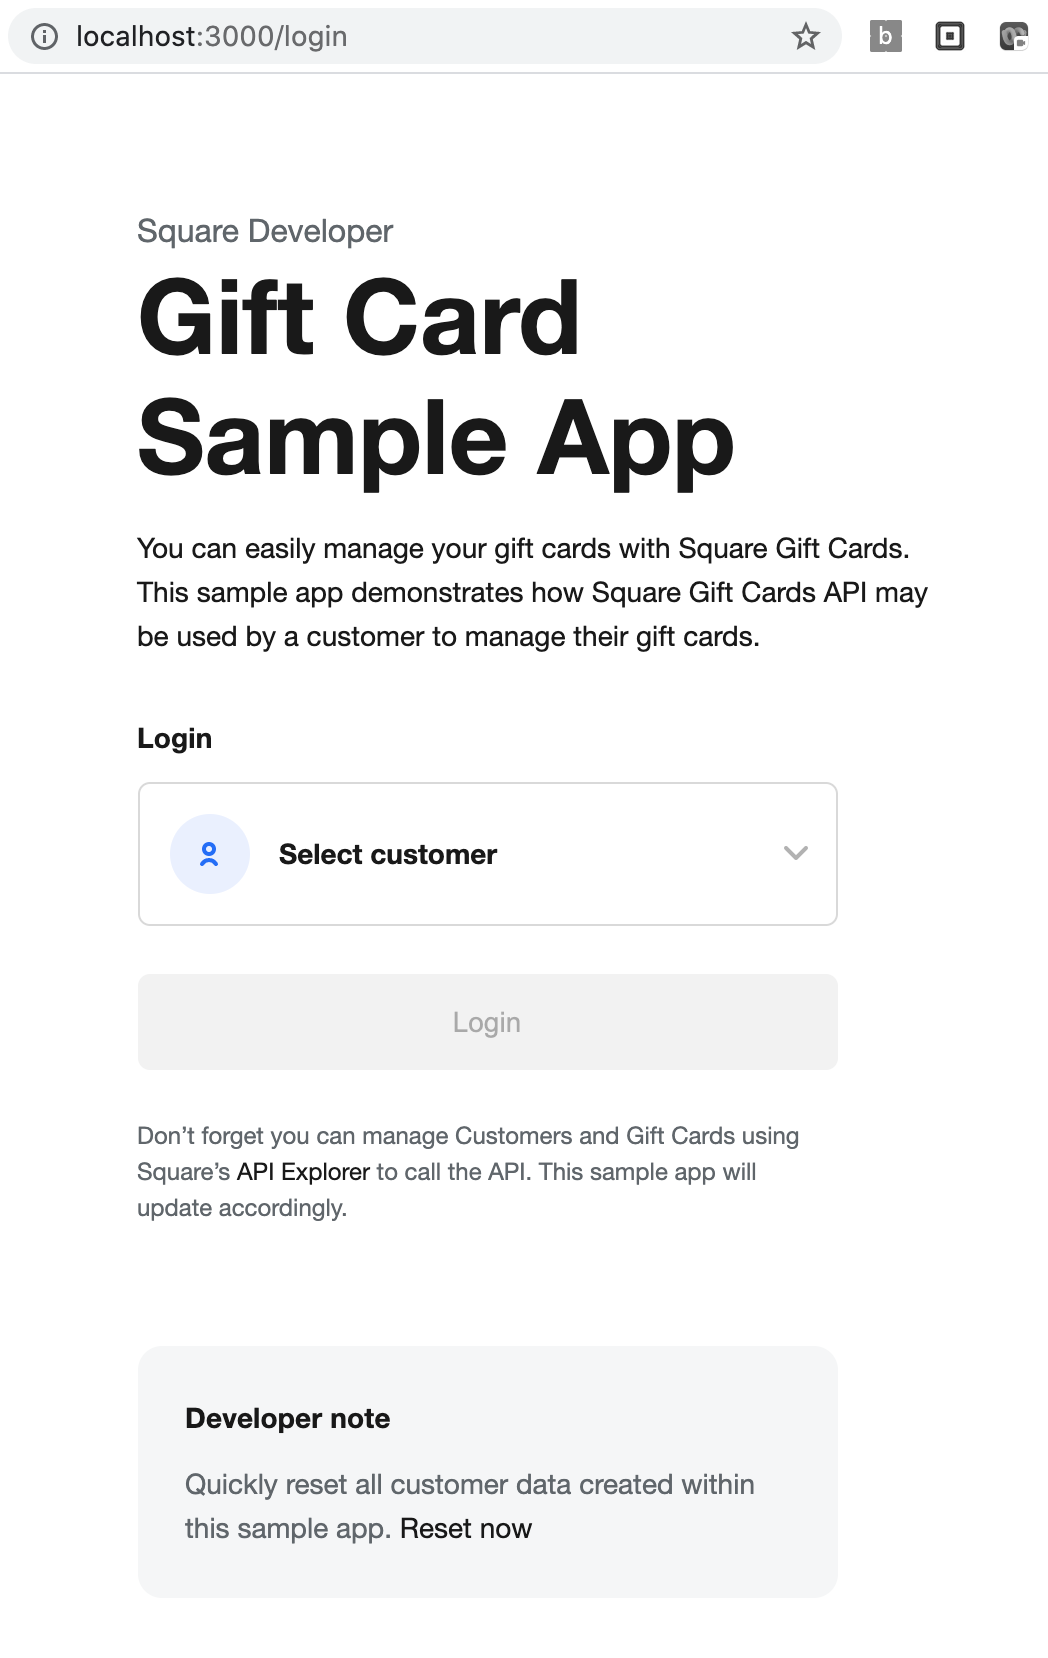 localhost:3000/login
b
Square Developer
Gift Card
Sample App
You can easily manage your gift cards with Square Gift Cards.
This sample app demonstrates how Square Gift Cards API may
be used by a customer to manage their gift cards.
Login
Select customer
Login
Don’t forget you can manage Customers and Gift Cards using
Square’s API Explorer to call the API. This sample app will
update accordingly.
Developer note
Quickly reset all customer data created within
this sample app. Reset now